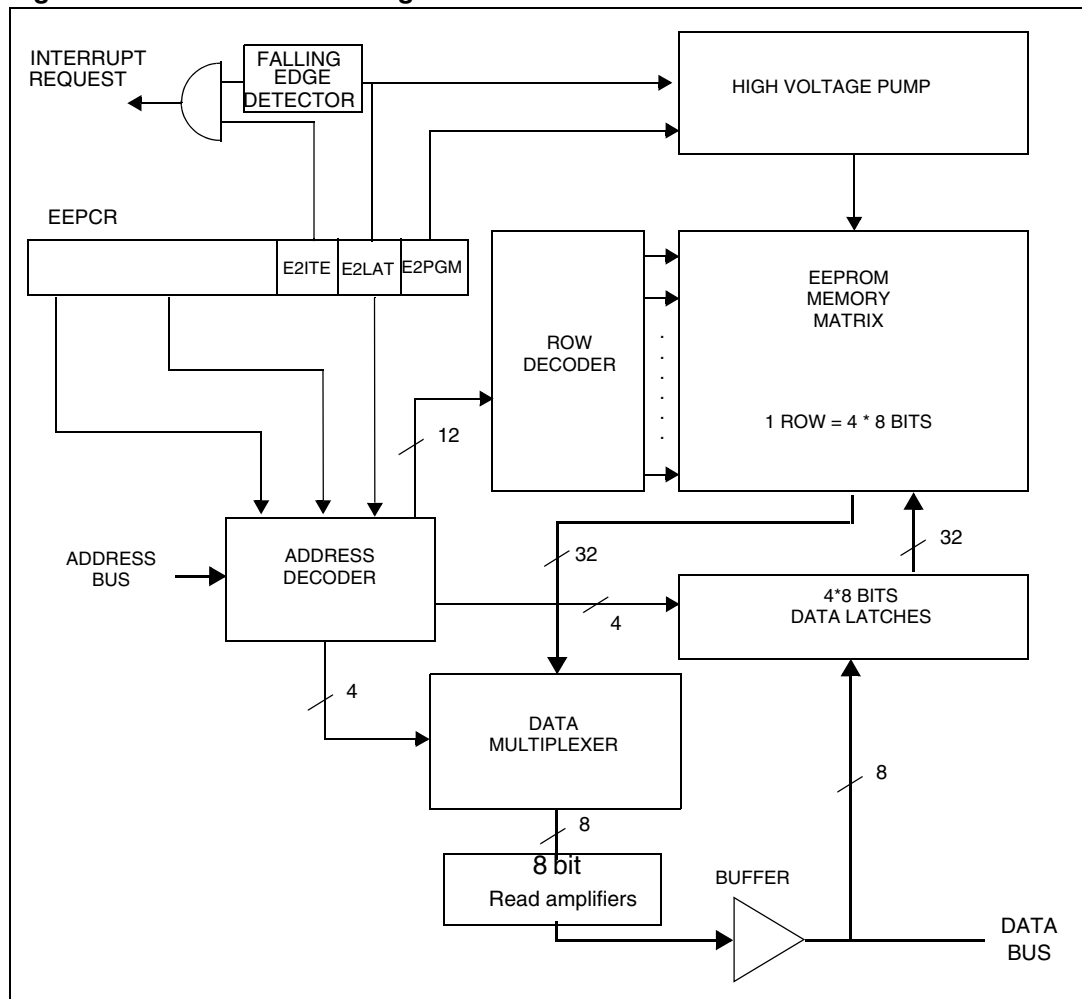 INTERRUPT
REQUEST
FALLING
EDGE
DETECTOR
HIGH VOLTAGE PUMP
EEPCR
E2ITE E2LAT E2PGM
EEPROM
MEMORY
MATRIX
ROW
DECODER
1 ROW = 4 * 8 BITS
12
ADDRESS
BUS
ADDRESS
DECODER
32
32
4
4*8 BITS
DATA LATCHES
4
DATA
MULTIPLEXER
8
8
8 bit
Read amplifiers
BUFFER
DATA
BUS